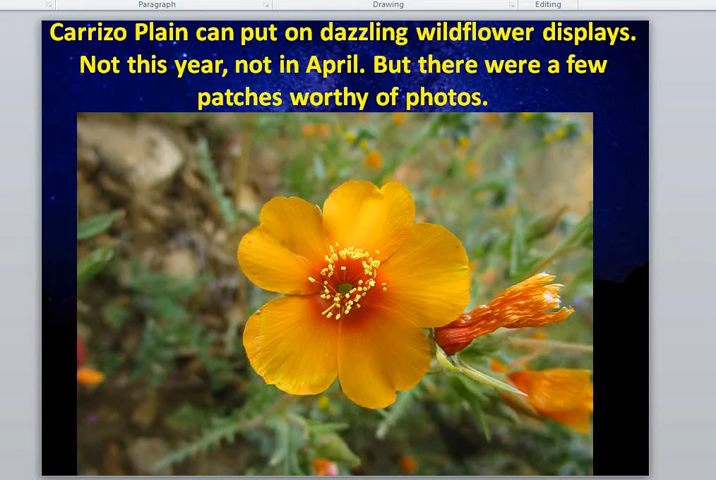 Paragraph Drawing Editing
Carrizo Plain can put on dazzling wildflower displays.
Not this year, not in April. But there were a few
patches worthy of photos.